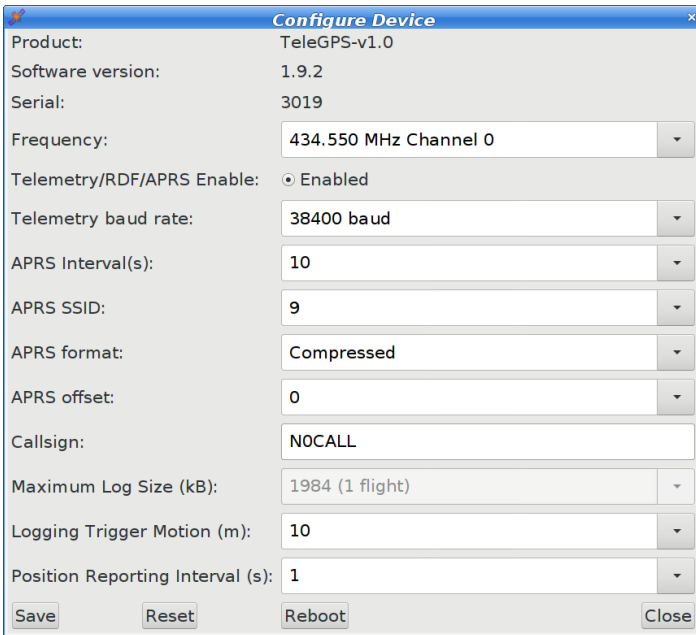 Configure Device
Product: TeleGPS-v1.0
Software version: 1.9.2
Serial: 3019
Frequency: 434.550 MHz Channel 0
Telemetry/RDF/APRS Enable: Enabled
Telemetry baud rate: 38400 baud
APRS Interval(s): 10
APRS SSID: 9
APRS format: Compressed
APRS offset: 0
Callsign: N0CALL
Maximum Log Size (kB): 1984 (1 flight)
Logging Trigger Motion (m): 10
Position Reporting Interval (s): 1
Save Reset Reboot Close